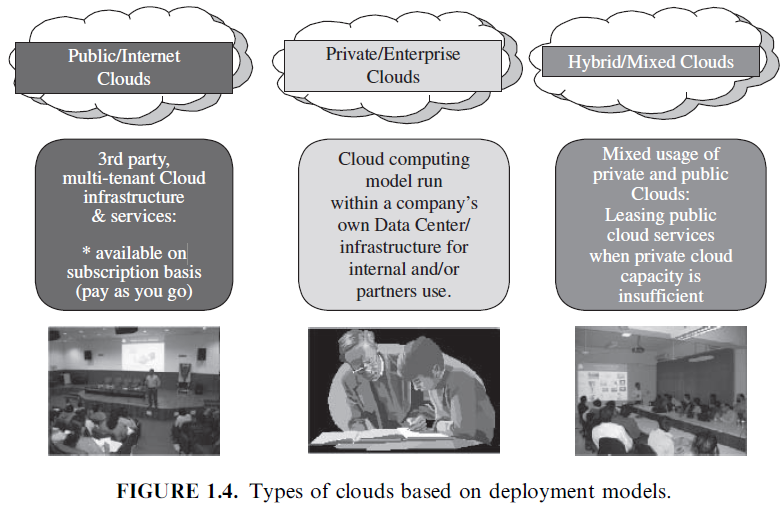 Public/Internet
Clouds
Private/Enterprise
Clouds
Hybrid/Mixed Clouds
3rd party,
multi-tenant Cloud
infrastructure
& services:
* available on
subscription basis
(pay as you go)
Cloud computing
model run
within a company's
own Data Center/
infrastructure for
internal and/or
partners use.
Mixed usage of
private and public
Clouds:
Leasing public
cloud services
when private cloud
capacity is
insufficient
FIGURE 1.4. Types of clouds based on deployment models.